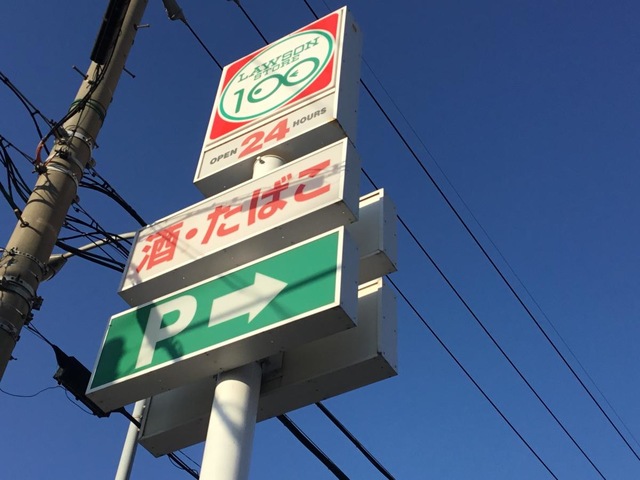 LAWSON
STORE
100
OPEN 24 HOURS
酒・たばこ
P